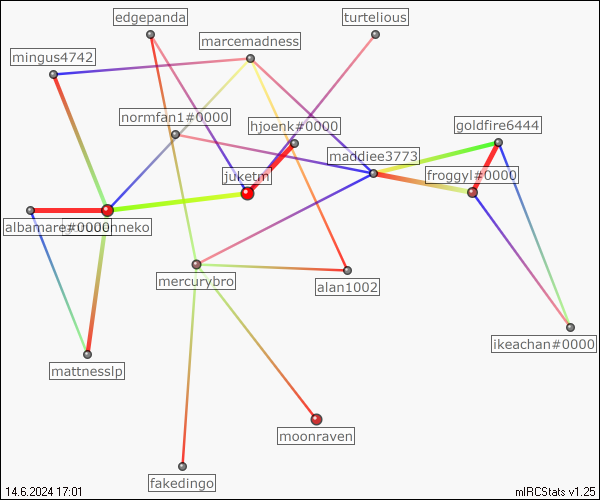 edgepanda
turtelious
marcemadness
mingus4742
normfan1#0000
hjoenk#0000
goldfire6444
maddiee3773
juketm
froggyl#0000
albamare#0000
mercurybro
alan1002
ikeachan#0000
mattnesslp
moonraven
fakedingo
14.6.2024 17:01
mIRCStats v1.25